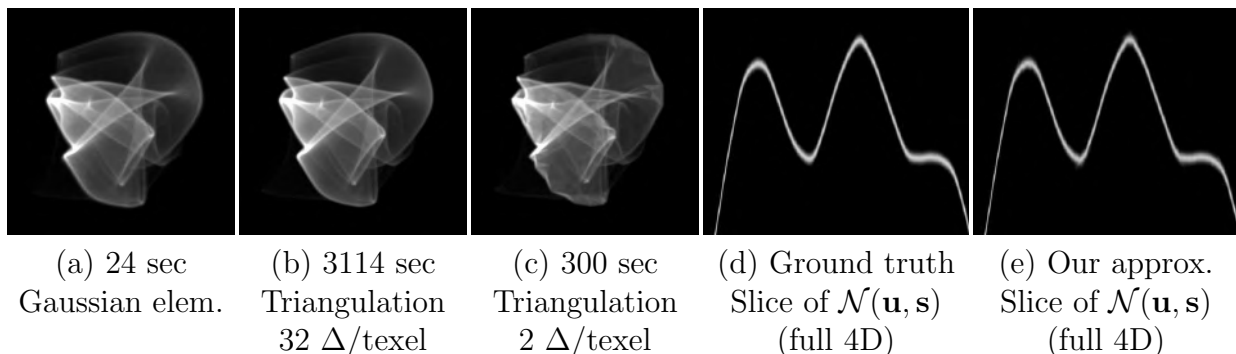 (a) 24 sec
Gaussian elem.
(b) 3114 sec
Triangulation
32 Δ/texel
(c) 300 sec
Triangulation
2 Δ/texel
(d) Ground truth
Slice of 𝒩(u, s)
(full 4D)
(e) Our approx.
Slice of 𝒩(u, s)
(full 4D)